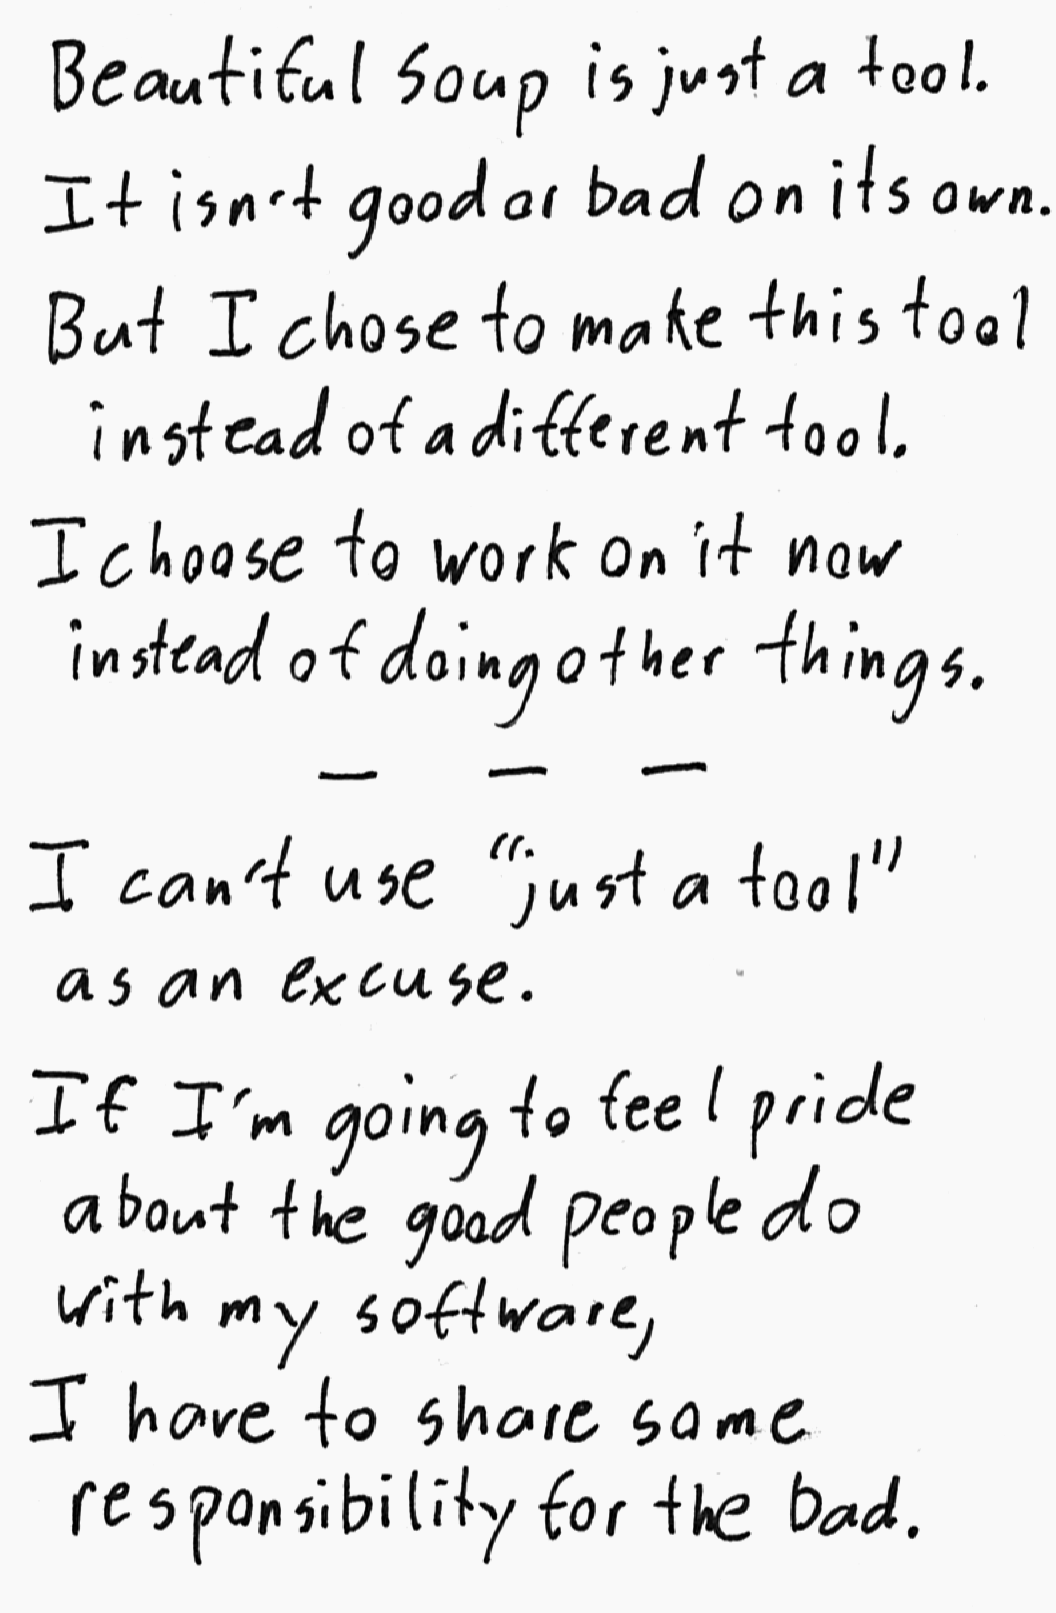 Beautiful Soup is just a tool.
It isn't good or bad on its own.
But I chose to make this tool
instead of a different tool.
I choose to work on it now
instead of doing other things.
— — —
I can't use "just a tool"
as an excuse.
If I'm going to feel pride
about the good people do
with my software,
I have to share some
responsibility for the bad.